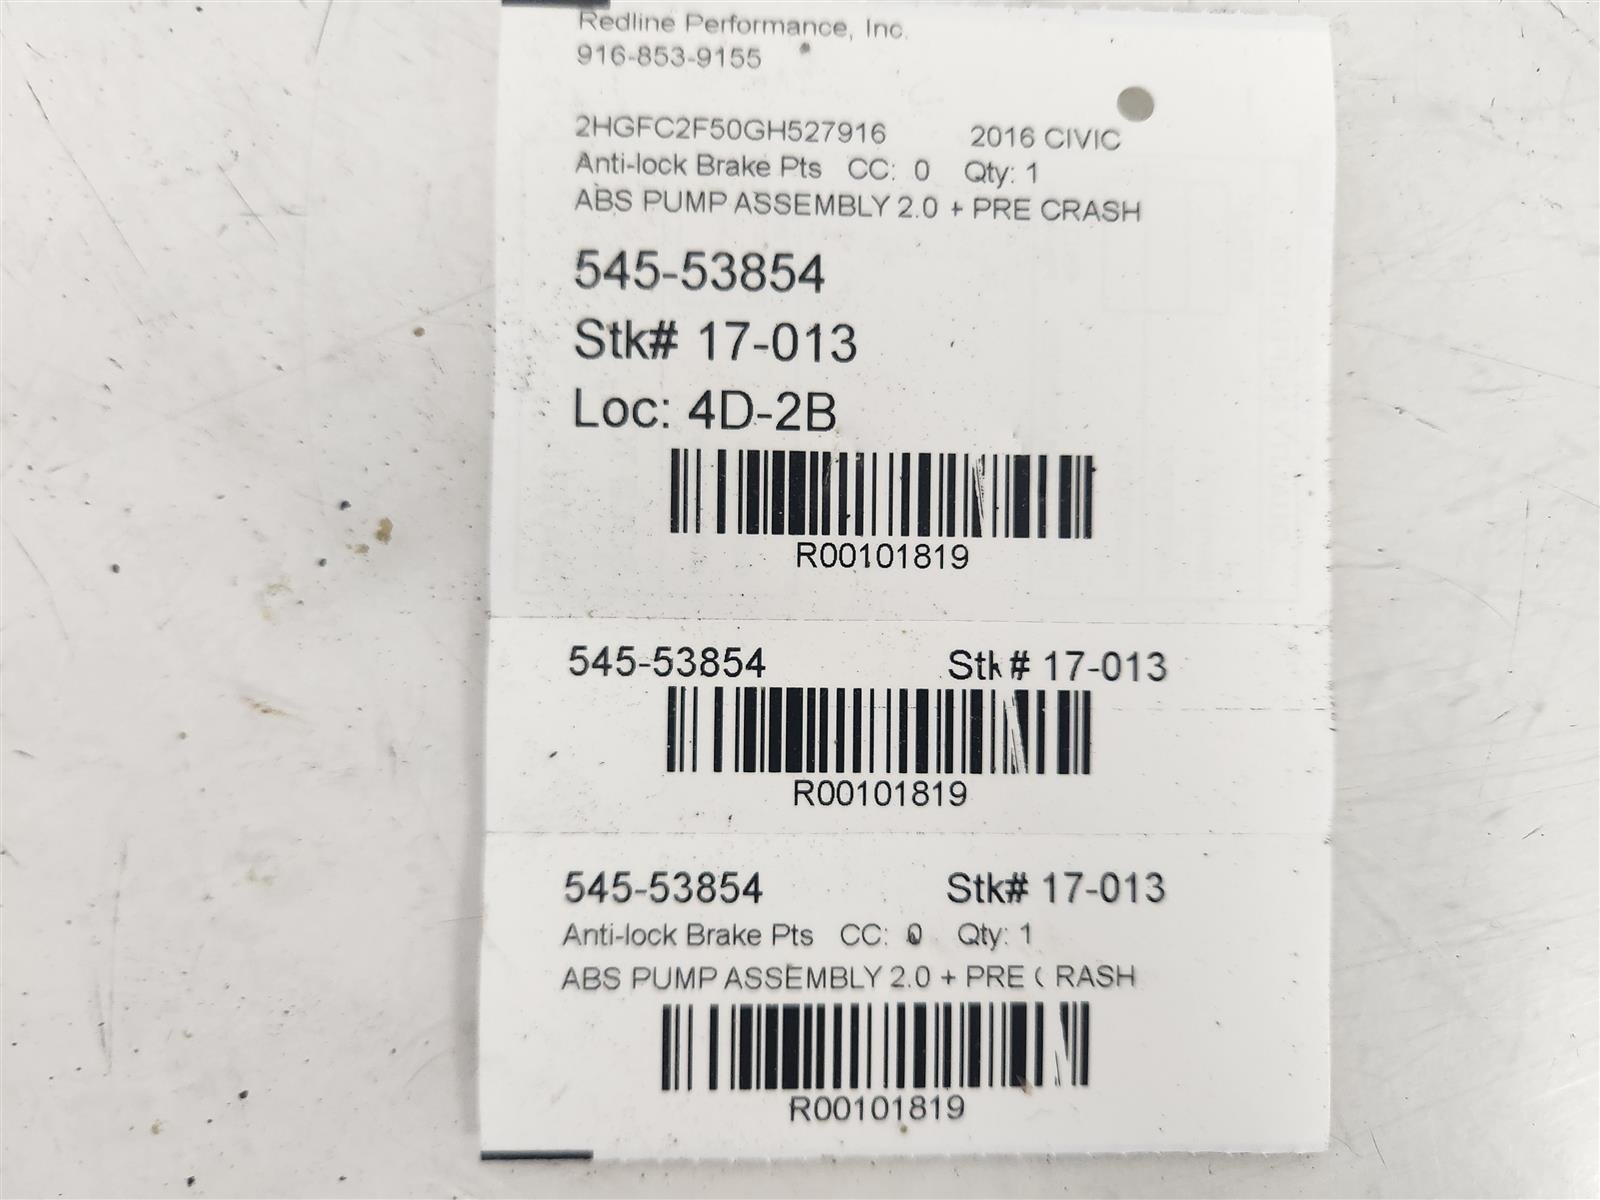 Redline Performance, Inc.
916-853-9155
2HGFC2F50GH527916 2016 CIVIC
Anti-lock Brake Pts CC: 0 Qty: 1
ABS PUMP ASSEMBLY 2.0 + PRE CRASH
545-53854
Stk# 17-013
Loc: 4D-2B
R00101819
545-53854 Stk# 17-013
R00101819
545-53854 Stk# 17-013
Anti-lock Brake Pts CC: 0 Qty: 1
ABS PUMP ASSEMBLY 2.0 + PRE CRASH
R00101819